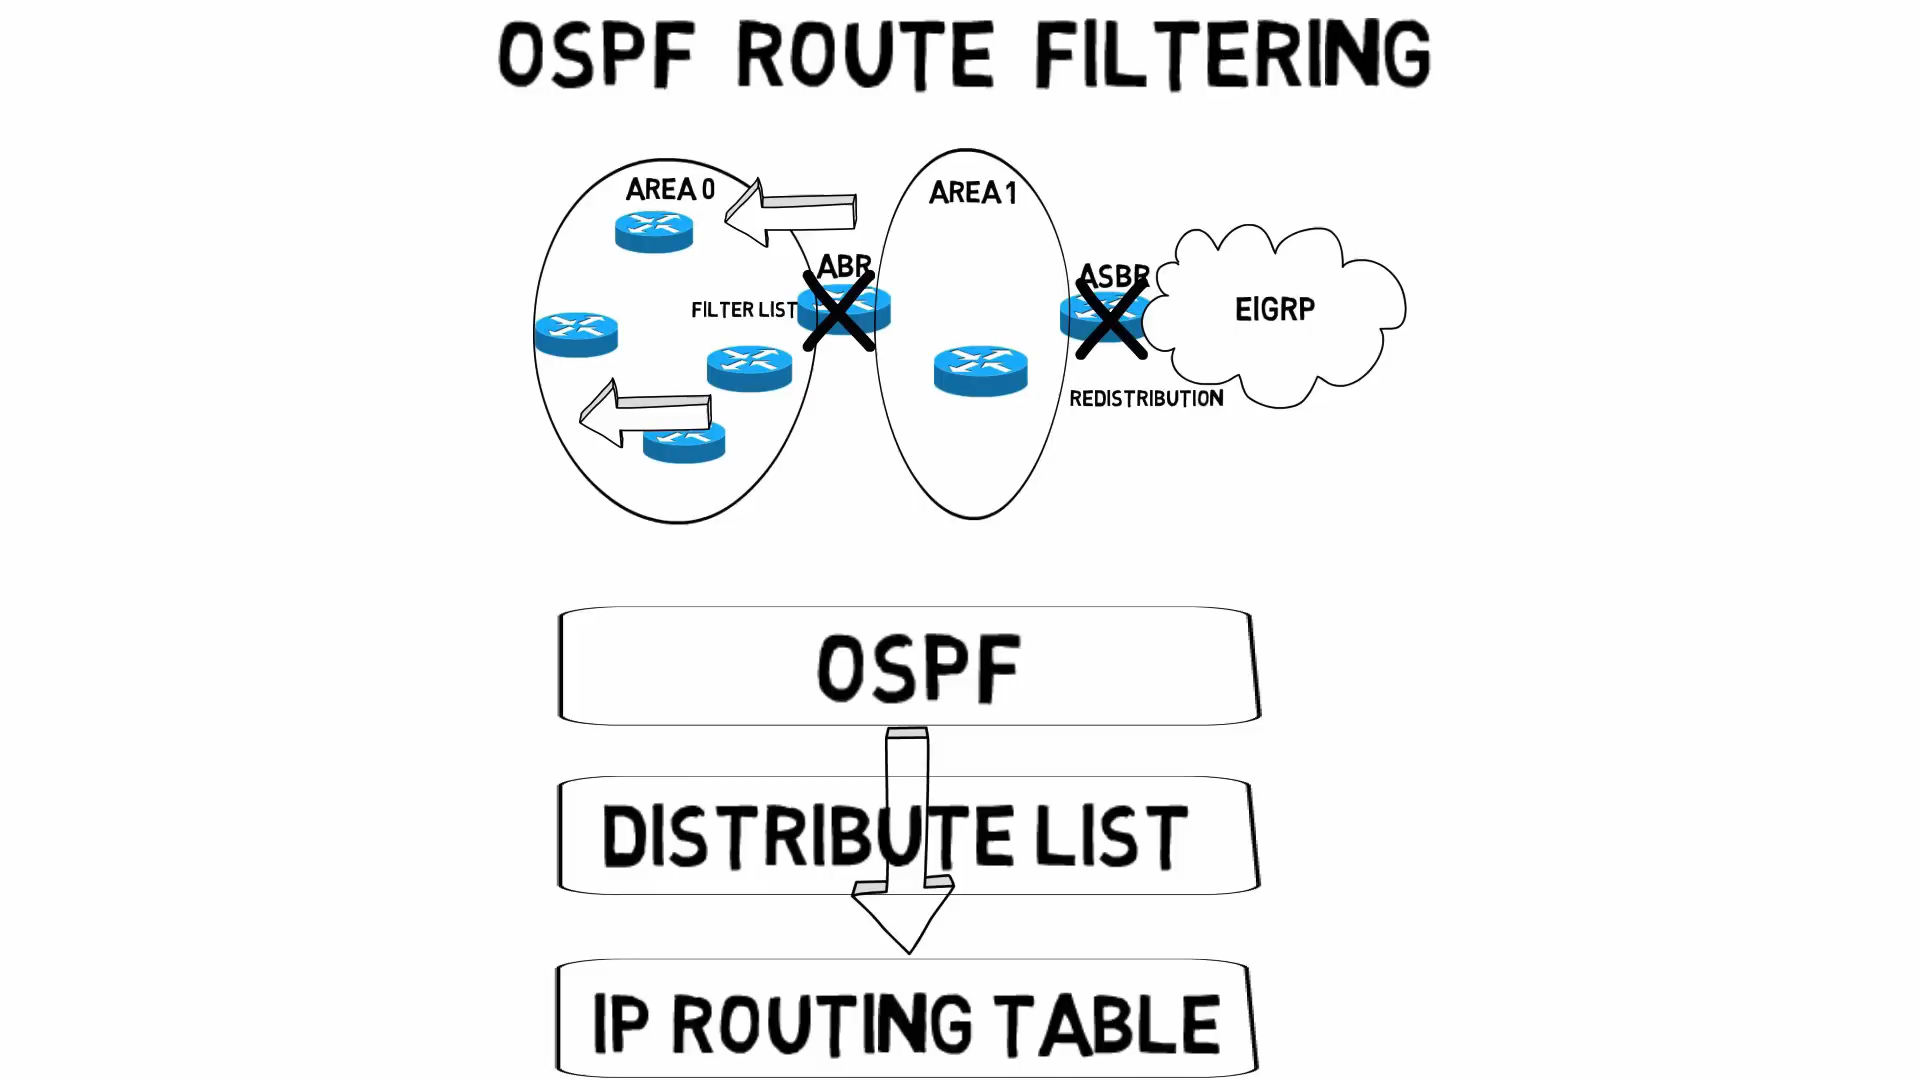 OSPF ROUTE FILTERING
AREA 0
AREA 1
ABR
ASBR
FILTER LIST
EIGRP
REDISTRIBUTION
OSPF
DISTRIBUTE LIST
IP ROUTING TABLE